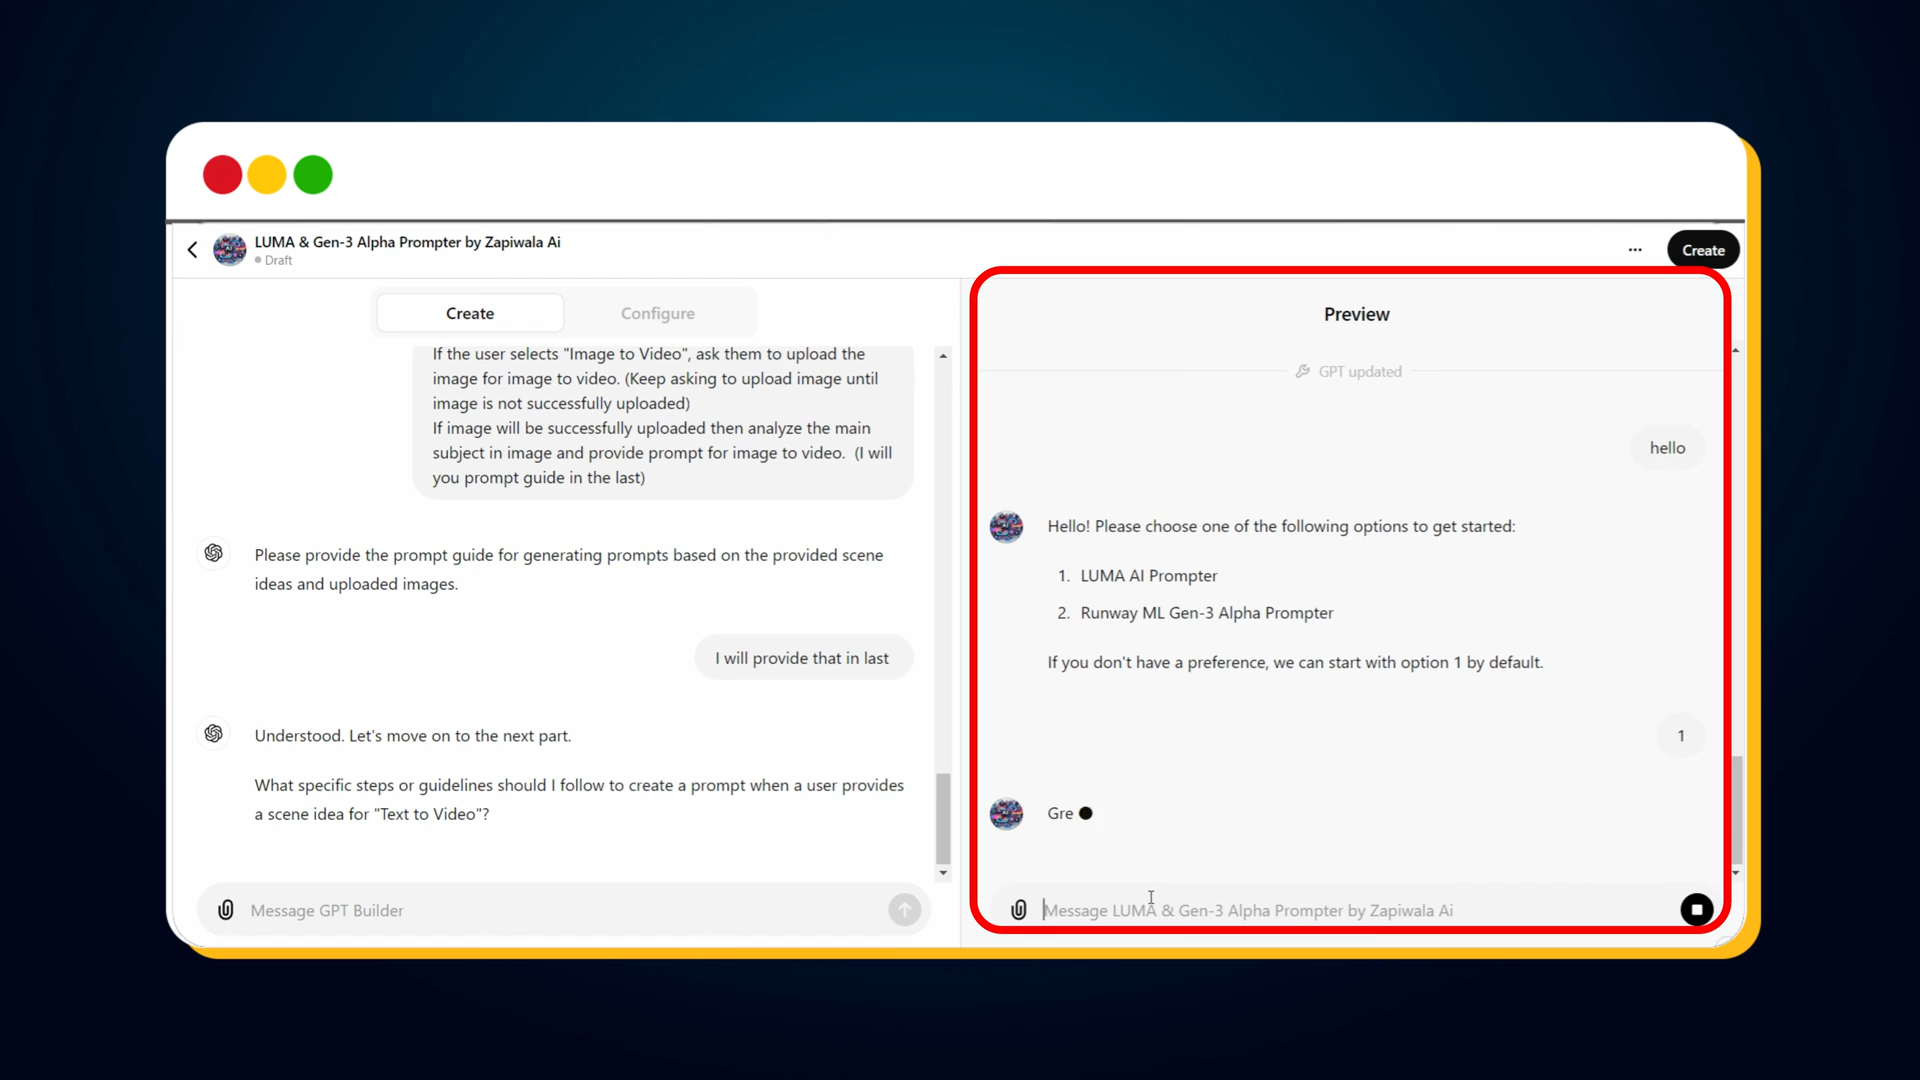 LUMA & Gen-3 Alpha Prompter by Zapiwala Ai
Draft
Create
Create
Configure
If the user selects "Image to Video", ask them to upload the
image for image to video. (Keep asking to upload image until
image is not successfully uploaded)
If image will be successfully uploaded then analyze the main
subject in image and provide prompt for image to video. (I will
you prompt guide in the last)
Please provide the prompt guide for generating prompts based on the provided scene
ideas and uploaded images.
I will provide that in last
Understood. Let's move on to the next part.
What specific steps or guidelines should I follow to create a prompt when a user provides
a scene idea for "Text to Video"?
Message GPT Builder
Preview
GPT updated
hello
Hello! Please choose one of the following options to get started:
1. LUMA AI Prompter
2. Runway ML Gen-3 Alpha Prompter
If you don't have a preference, we can start with option 1 by default.
1
Gre
Message LUMA & Gen-3 Alpha Prompter by Zapiwala Ai